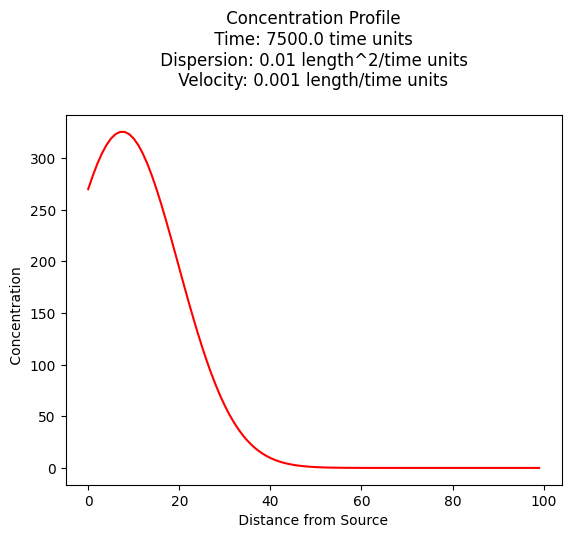 Concentration Profile
Time: 7500.0 time units
Dispersion: 0.01 length^2/time units
Velocity: 0.001 length/time units
300
250
200
150
100
50
0
Concentration
0 20 40 60 80 100
Distance from Source